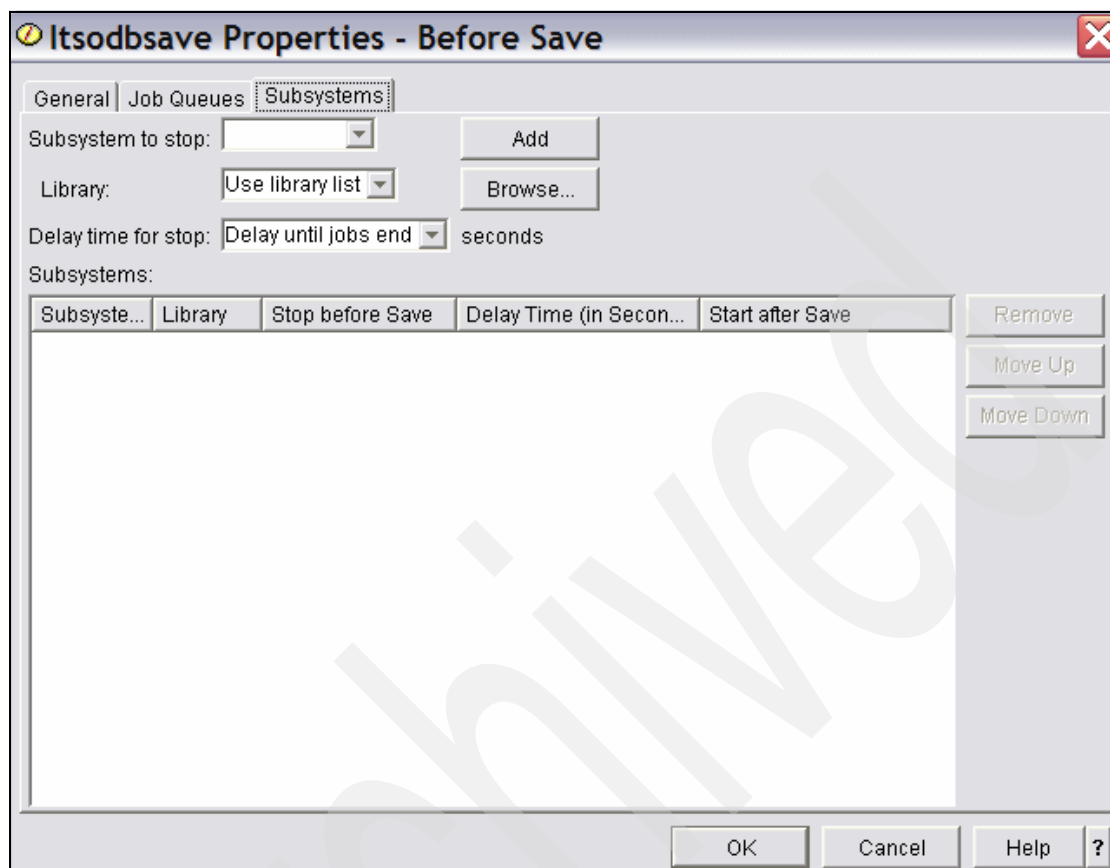 Itsodbsave Properties - Before Save
General Job Queues Subsystems
Subsystem to stop: Add
Library: Use library list Browse...
Delay time for stop: Delay until jobs end seconds
Subsystems:
Subsyste... Library Stop before Save Delay Time (in Secon... Start after Save
Remove
Move Up
Move Down
OK Cancel Help ?
chived